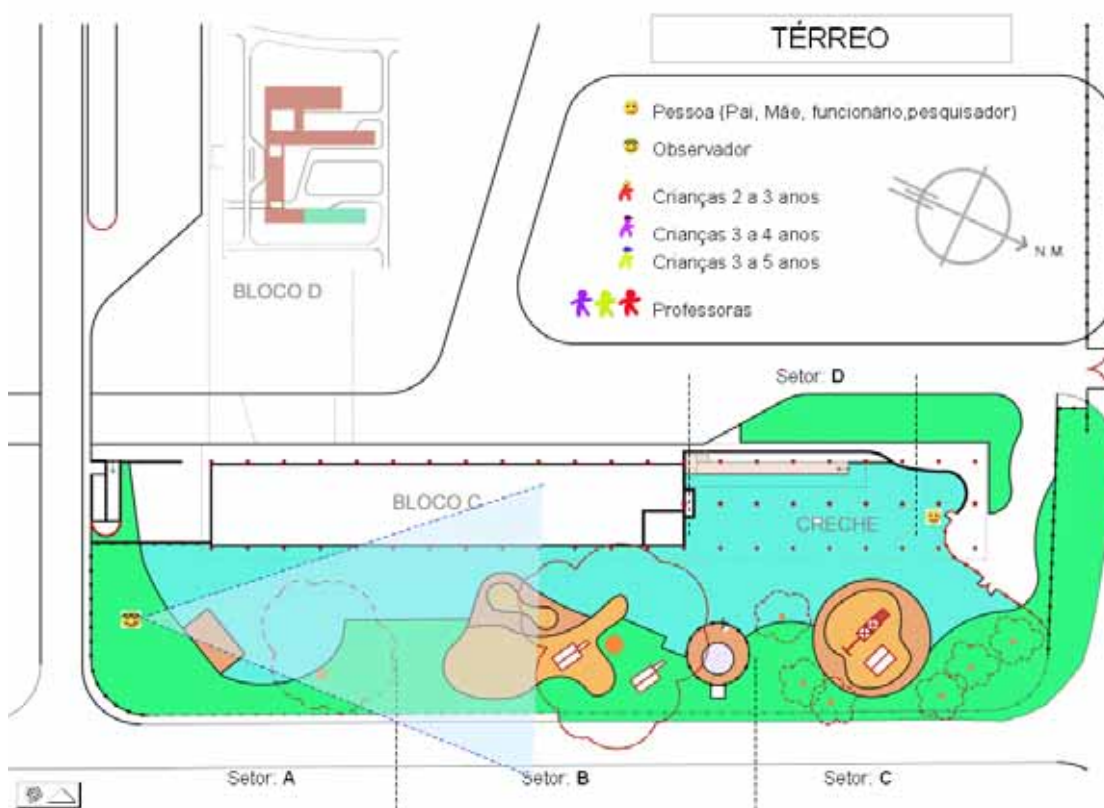 TÉRREO
Pessoa (Pai, Mãe, funcionário,pesquisador)
Observador
Crianças 2 a 3 anos
Crianças 3 a 4 anos
Crianças 3 a 5 anos
Professoras
N.M.
BLOCO D
Setor: D
BLOCO C
CRECHE
Setor: A
Setor: B
Setor: C